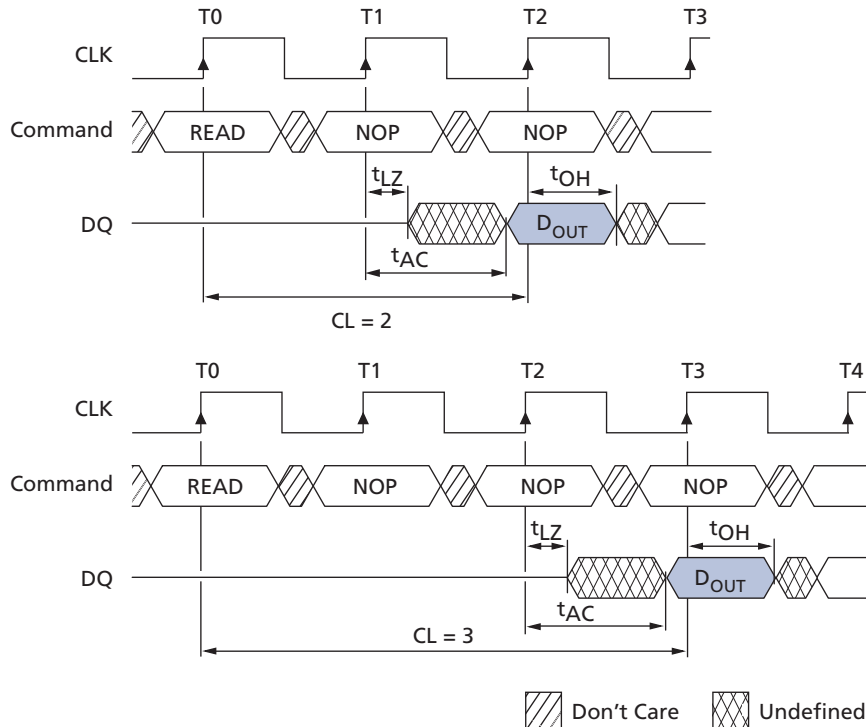 T0 T1 T2 T3
CLK
Command READ NOP NOP
tLZ tOH
DQ DOUT
tAC
CL = 2
T0 T1 T2 T3 T4
CLK
Command READ NOP NOP NOP
tLZ tOH
DQ DOUT
tAC
CL = 3
Don't Care Undefined